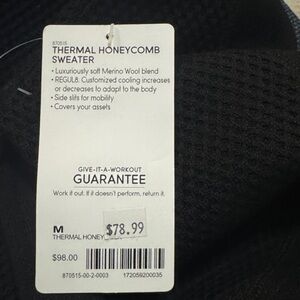 870515
THERMAL HONEYCOMB
SWEATER
• Luxuriously soft Merino Wool blend
• REGUL8: Customized cooling increases
or decreases to adapt to the body
• Side slits for mobility
• Covers your assets
GIVE-IT-A-WORKOUT
GUARANTEE
Work it out. If it doesn't perform, return it.
M
$78.99
THERMAL HONEY
$98.00
870515-00-2-0003
172059200035